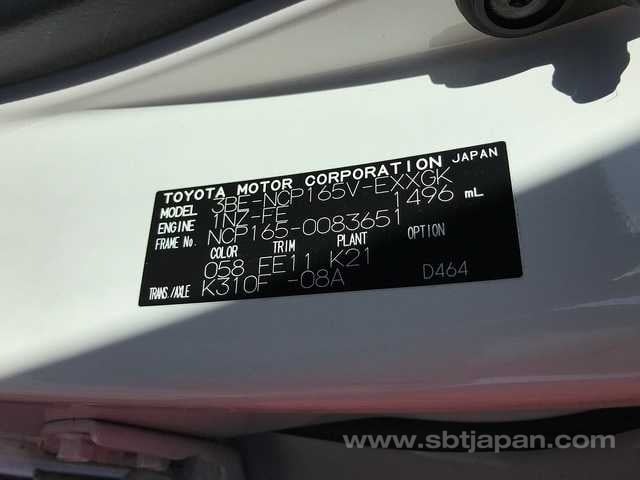 TOYOTA MOTOR CORPORATION JAPAN
MODEL 3BE-NCP165V-EXXGK
ENGINE 1NZ-FE 1496 mL
FRAME No. NCP165-0083651
COLOR TRIM PLANT OPTION
058 FE11 K21
TRANS./AXLE K310F -08A D464
www.sbtjapan.com